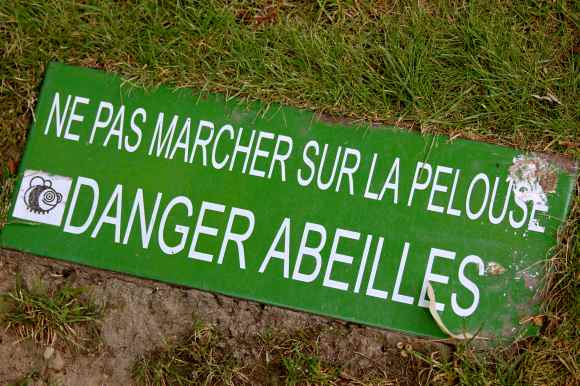 NE PAS MARCHER SUR LA PELOUSE
DANGER ABEILLES